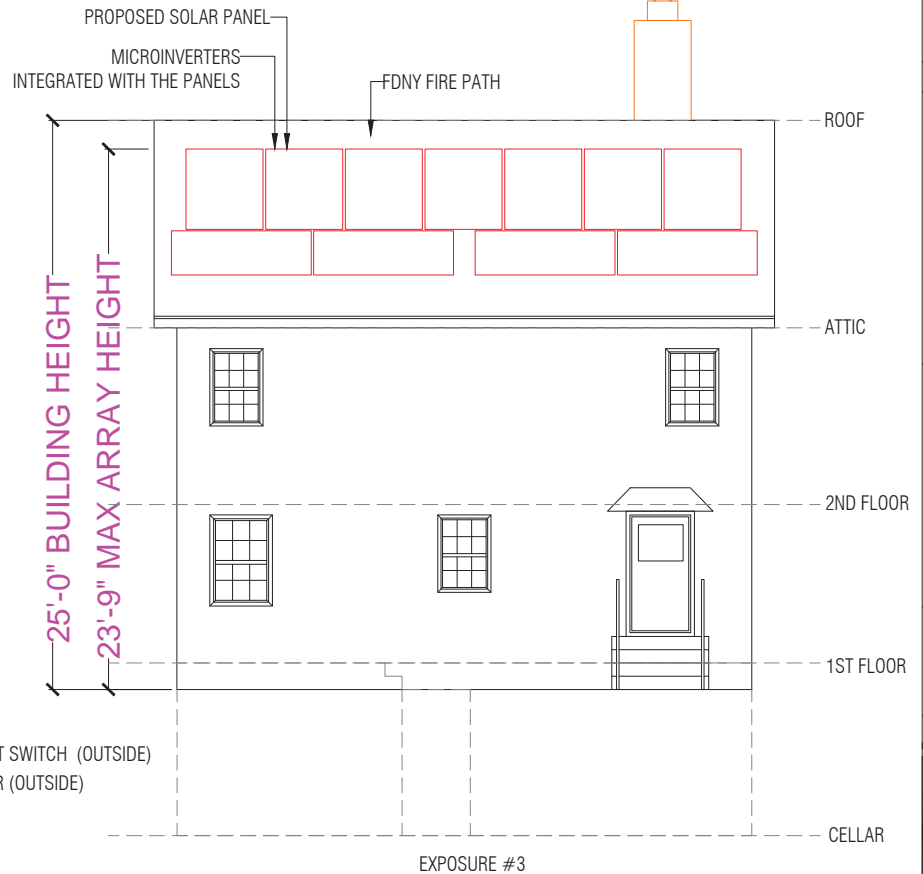 PROPOSED SOLAR PANEL
MICROINVERTERS
INTEGRATED WITH THE PANELS
FDNY FIRE PATH
ROOF
25'-0" BUILDING HEIGHT
23'-9" MAX ARRAY HEIGHT
ATTIC
2ND FLOOR
1ST FLOOR
T SWITCH (OUTSIDE)
R (OUTSIDE)
CELLAR
EXPOSURE #3